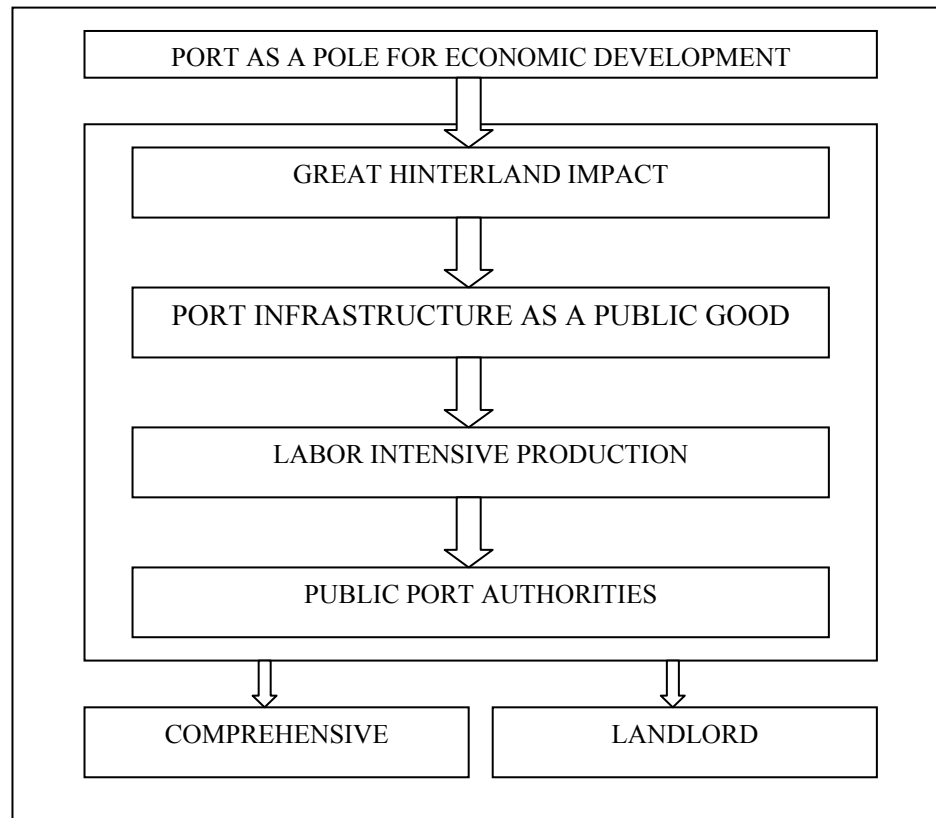 PORT AS A POLE FOR ECONOMIC DEVELOPMENT
GREAT HINTERLAND IMPACT
PORT INFRASTRUCTURE AS A PUBLIC GOOD
LABOR INTENSIVE PRODUCTION
PUBLIC PORT AUTHORITIES
COMPREHENSIVE
LANDLORD